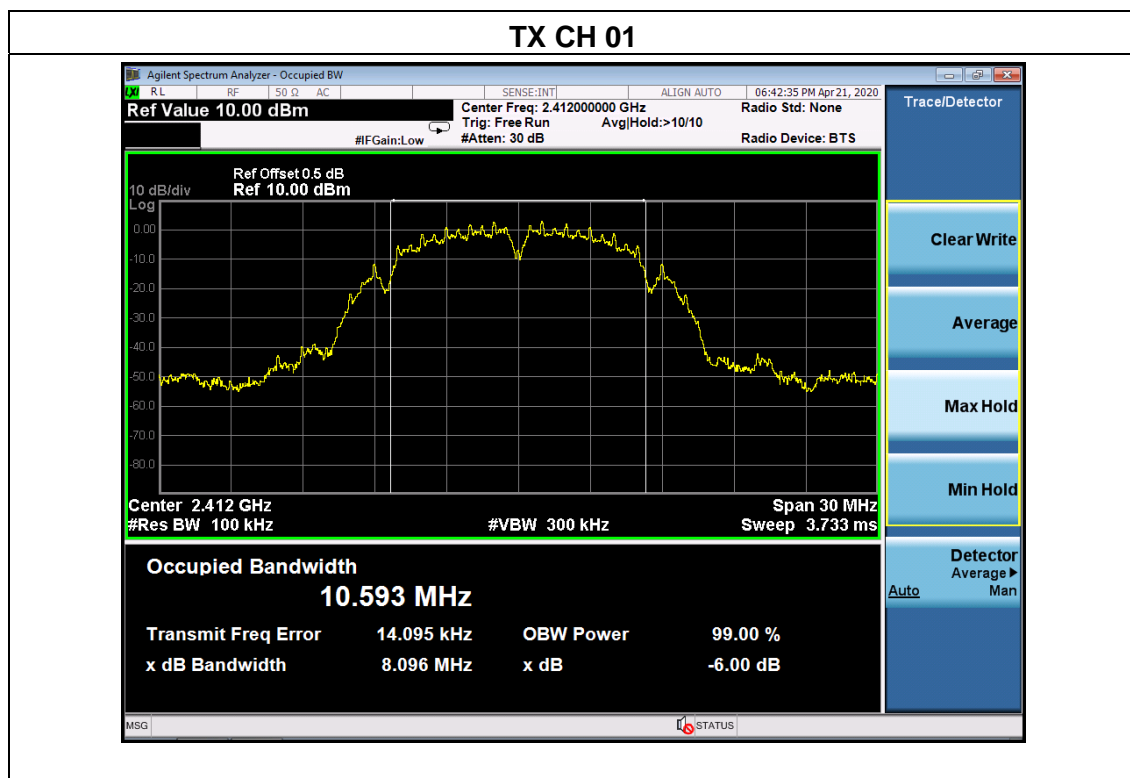 TX CH 01
Agilent Spectrum Analyzer - Occupied BW
LXI RL RF 50 Ω AC SENSE:INT ALIGN AUTO 06:42:35 PM Apr 21, 2020
Ref Value 10.00 dBm
Center Freq: 2.412000000 GHz
Radio Std: None
Trig: Free Run Avg|Hold:>10/10
#IFGain:Low
#Atten: 30 dB
Radio Device: BTS
Trace/Detector
Ref Offset 0.5 dB
10 dB/div Ref 10.00 dBm
Log
0.00
-10.0
-20.0
-30.0
-40.0
-50.0
-60.0
-70.0
-80.0
Center 2.412 GHz
Span 30 MHz
#Res BW 100 kHz
#VBW 300 kHz
Sweep 3.733 ms
Clear Write
Average
Max Hold
Min Hold
Detector
Average
Auto Man
Occupied Bandwidth
10.593 MHz
Transmit Freq Error 14.095 kHz OBW Power 99.00 %
x dB Bandwidth 8.096 MHz x dB -6.00 dB
MSG STATUS